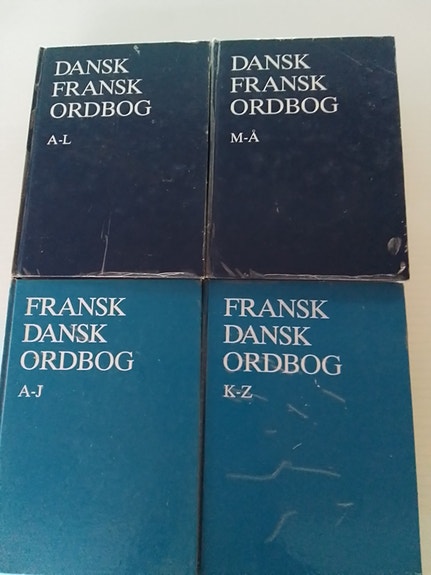 DANSK
FRANSK
ORDBOG
A-L
DANSK
FRANSK
ORDBOG
M-Å
FRANSK
DANSK
ORDBOG
A-J
FRANSK
DANSK
ORDBOG
K-Z